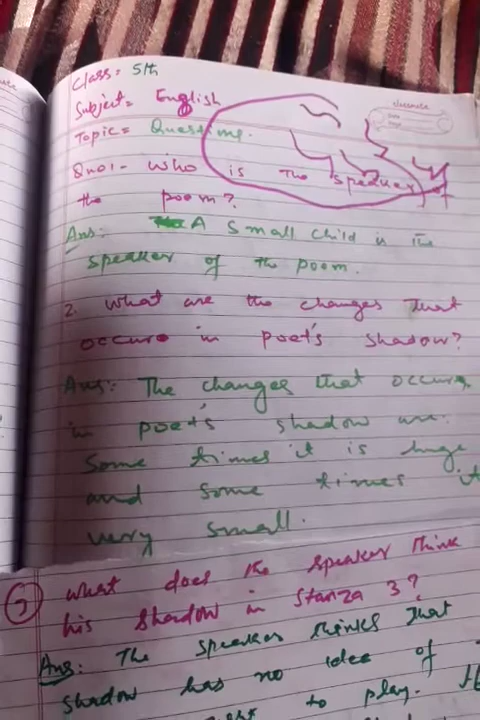 Class: 5th
classmate
Subject= English
Topic= Questions.
Qno1- Who is the speaker of
the poem?
Ans: A small child is the
speaker of the poem.
2. What are the changes that
occurs in poet's shadow?
Ans: The changes that occurs
in poet's shadow are.
Some times it is huge
and some times it
very small.
What does the speaker think
his shadow in stanza 3?
Ans: The speaker thinks that
shadow has no idea of
to play.